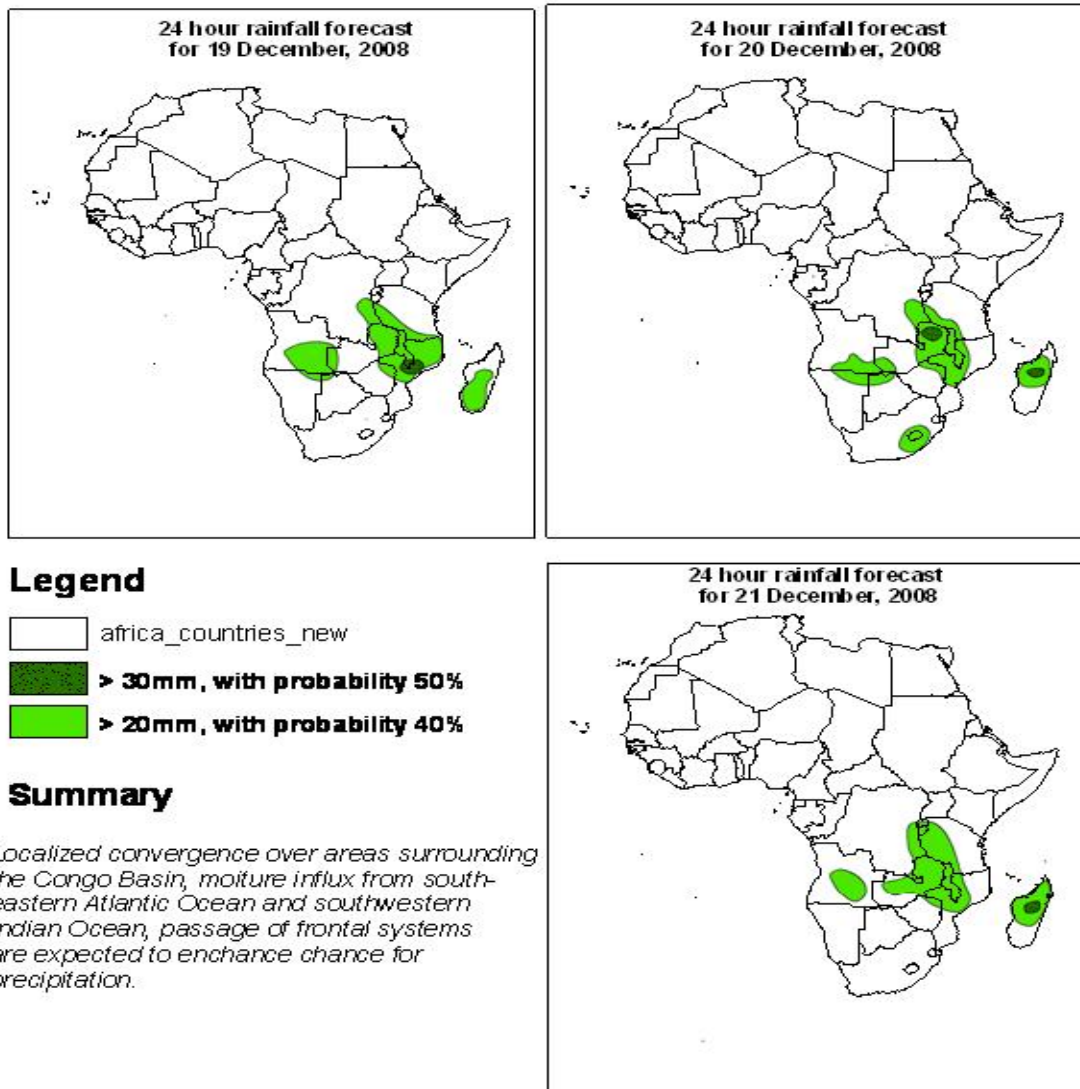 24 hour rainfall forecast
for 19 December, 2008
24 hour rainfall forecast
for 20 December, 2008
Legend
africa_countries_new
> 30mm, with probability 50%
> 20mm, with probability 40%
Summary
Localized convergence over areas surrounding
the Congo Basin, moiture influx from south-
eastern Atlantic Ocean and southwestern
Indian Ocean, passage of frontal systems
are expected to enchance chance for
precipitation.
24 hour rainfall forecast
for 21 December, 2008